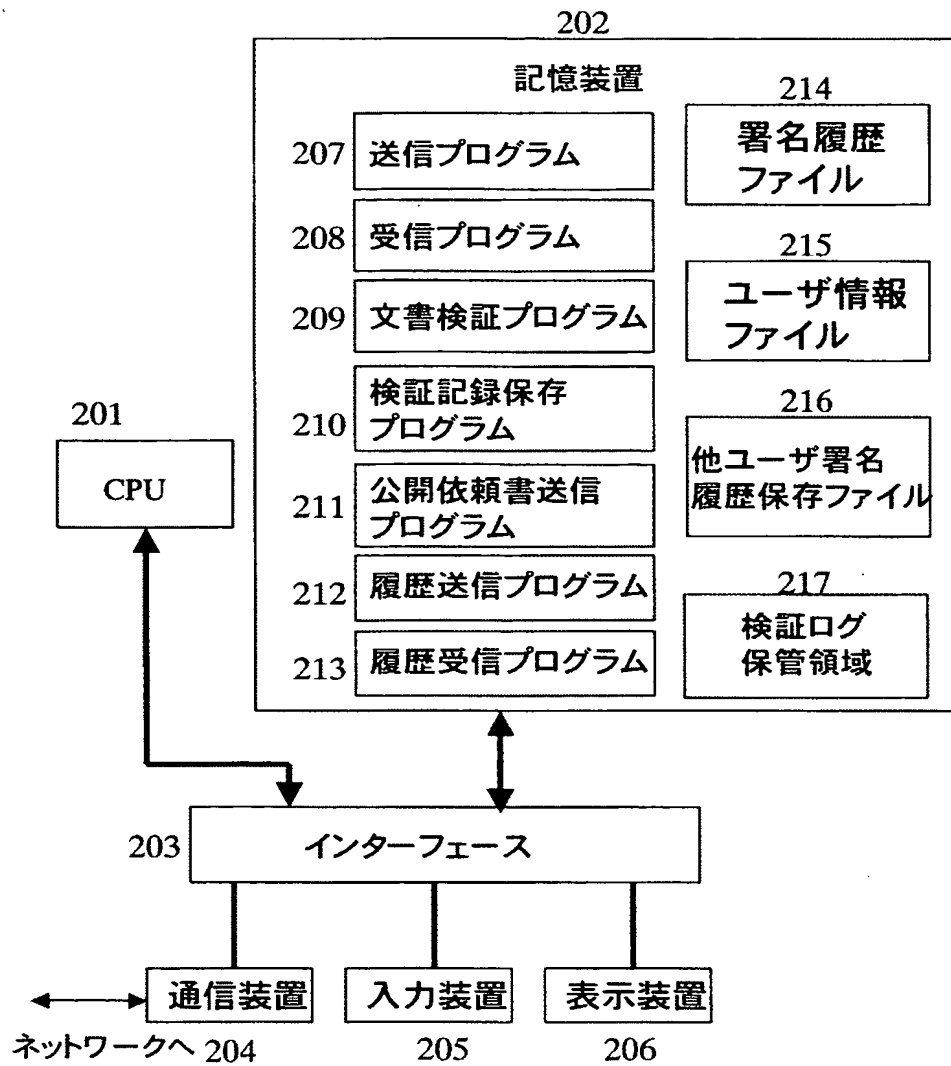 202
記憶装置
207
送信プログラム
208
受信プログラム
209
文書検証プログラム
210
検証記録保存
プログラム
211
公開依頼書送信
プログラム
212
履歴送信プログラム
213
履歴受信プログラム
214
署名履歴
ファイル
215
ユーザ情報
ファイル
216
他ユーザ署名
履歴保存ファイル
217
検証ログ
保管領域
201
CPU
203
インターフェース
通信装置
ネットワークへ
204
入力装置
205
表示装置
206